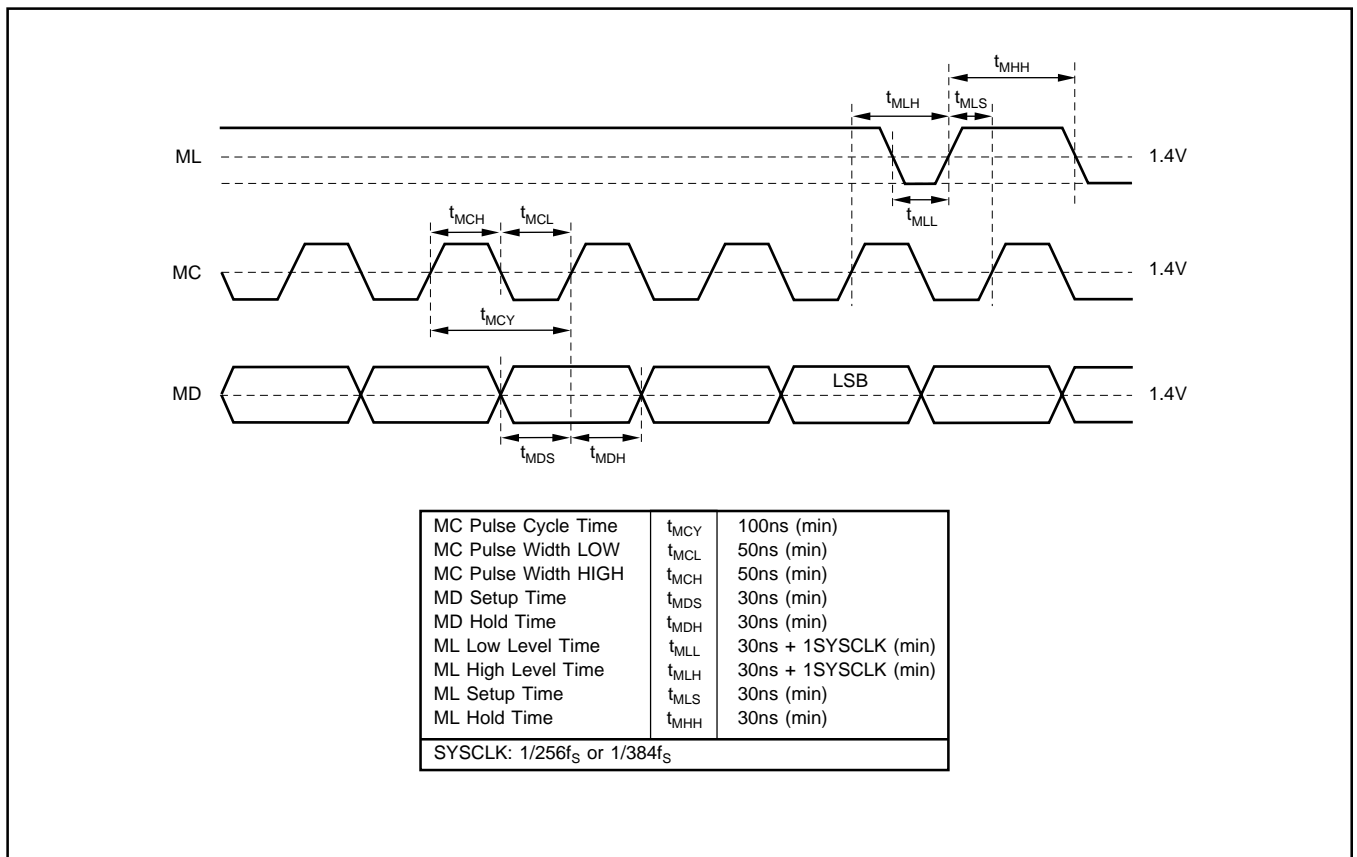 tMHH
tMLH tMLS
ML 1.4V
tMLL
tMCH tMCL
MC 1.4V
tMCY
LSB
MD 1.4V
tMDS tMDH
MC Pulse Cycle Time tMCY 100ns (min)
MC Pulse Width LOW tMCL 50ns (min)
MC Pulse Width HIGH tMCH 50ns (min)
MD Setup Time tMDS 30ns (min)
MD Hold Time tMDH 30ns (min)
ML Low Level Time tMLL 30ns + 1SYSCLK (min)
ML High Level Time tMLH 30ns + 1SYSCLK (min)
ML Setup Time tMLS 30ns (min)
ML Hold Time tMHH 30ns (min)
SYSCLK: 1/256fS or 1/384fS